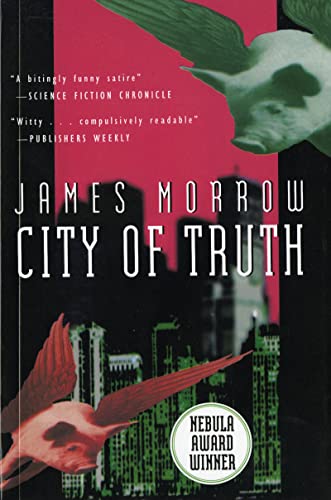 "A bitingly funny satire"
—SCIENCE FICTION CHRONICLE
"Witty . . . compulsively readable"
—PUBLISHERS WEEKLY
JAMES MORROW
CITY OF TRUTH
NEBULA
AWARD
WINNER